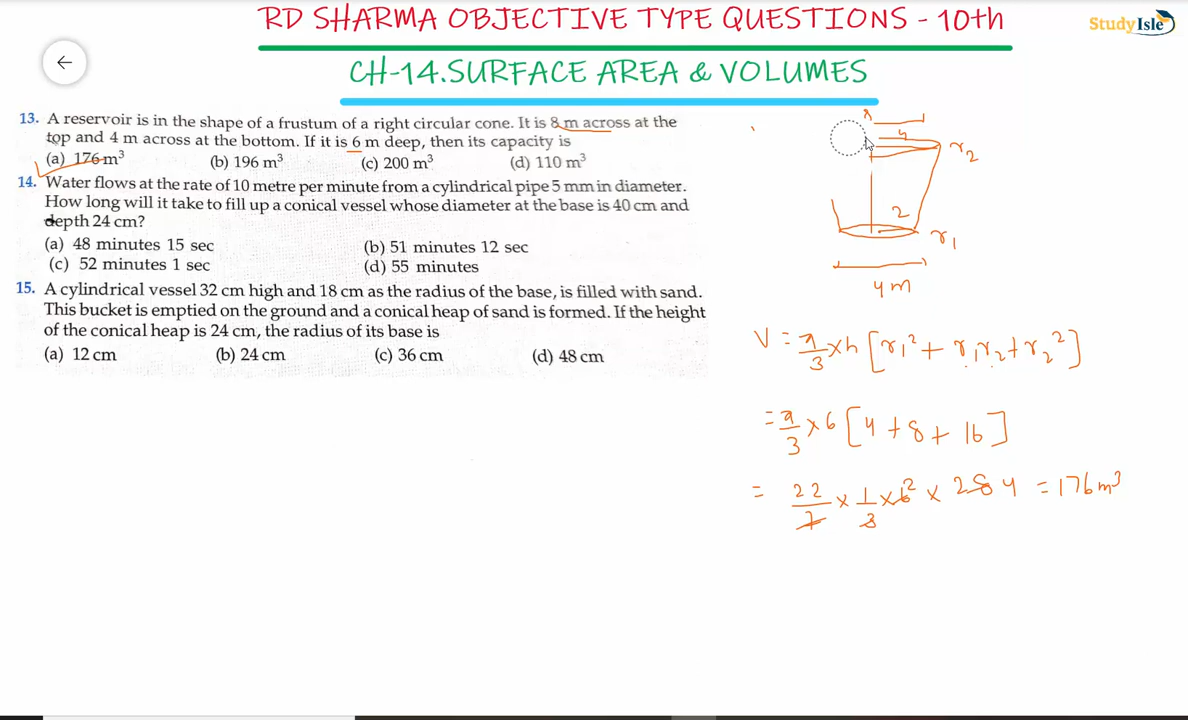 RD SHARMA OBJECTIVE TYPE QUESTIONS - 10th
Study Isle
CH-14.SURFACE AREA & VOLUMES
13. A reservoir is in the shape of a frustum of a right circular cone. It is 8 m across at the
top and 4 m across at the bottom. If it is 6 m deep, then its capacity is
(a) 176 m³ (b) 196 m³ (c) 200 m³ (d) 110 m³
14. Water flows at the rate of 10 metre per minute from a cylindrical pipe 5 mm in diameter.
How long will it take to fill up a conical vessel whose diameter at the base is 40 cm and
depth 24 cm?
(a) 48 minutes 15 sec (b) 51 minutes 12 sec
(c) 52 minutes 1 sec (d) 55 minutes
15. A cylindrical vessel 32 cm high and 18 cm as the radius of the base, is filled with sand.
This bucket is emptied on the ground and a conical heap of sand is formed. If the height
of the conical heap is 24 cm, the radius of its base is
(a) 12 cm (b) 24 cm (c) 36 cm (d) 48 cm
4
r₂
2
r₁
4 m
V = π/3 × h [r₁² + r₁r₂ + r₂²]
= π/3 × 6 [4 + 8 + 16]
= 22/7 × 1/3 × 6 2 × 28 4 = 176 m³